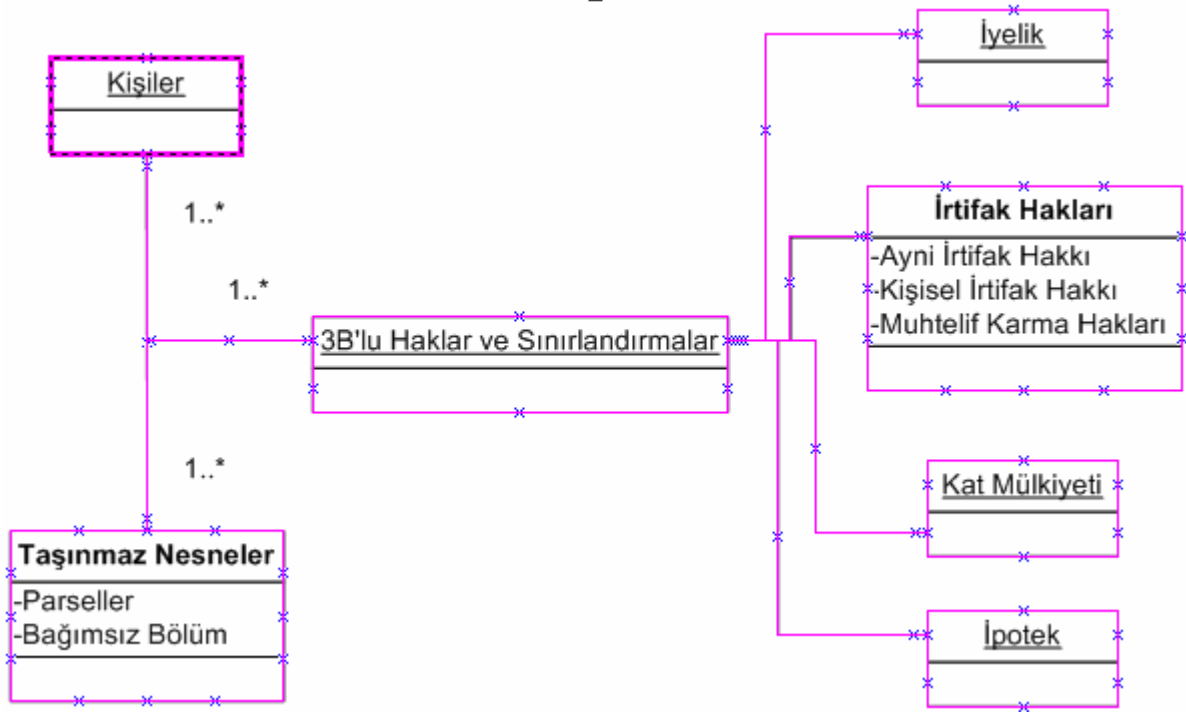 Kişiler
1..*
1..*
3B'lu Haklar ve Sınırlandırmalar
1..*
Taşınmaz Nesneler
-Parseller
-Bağımsız Bölüm
İyelik
İrtifak Hakları
-Ayni İrtifak Hakkı
-Kişisel İrtifak Hakkı
-Muhtelif Karma Hakları
Kat Mülkiyeti
İpotek